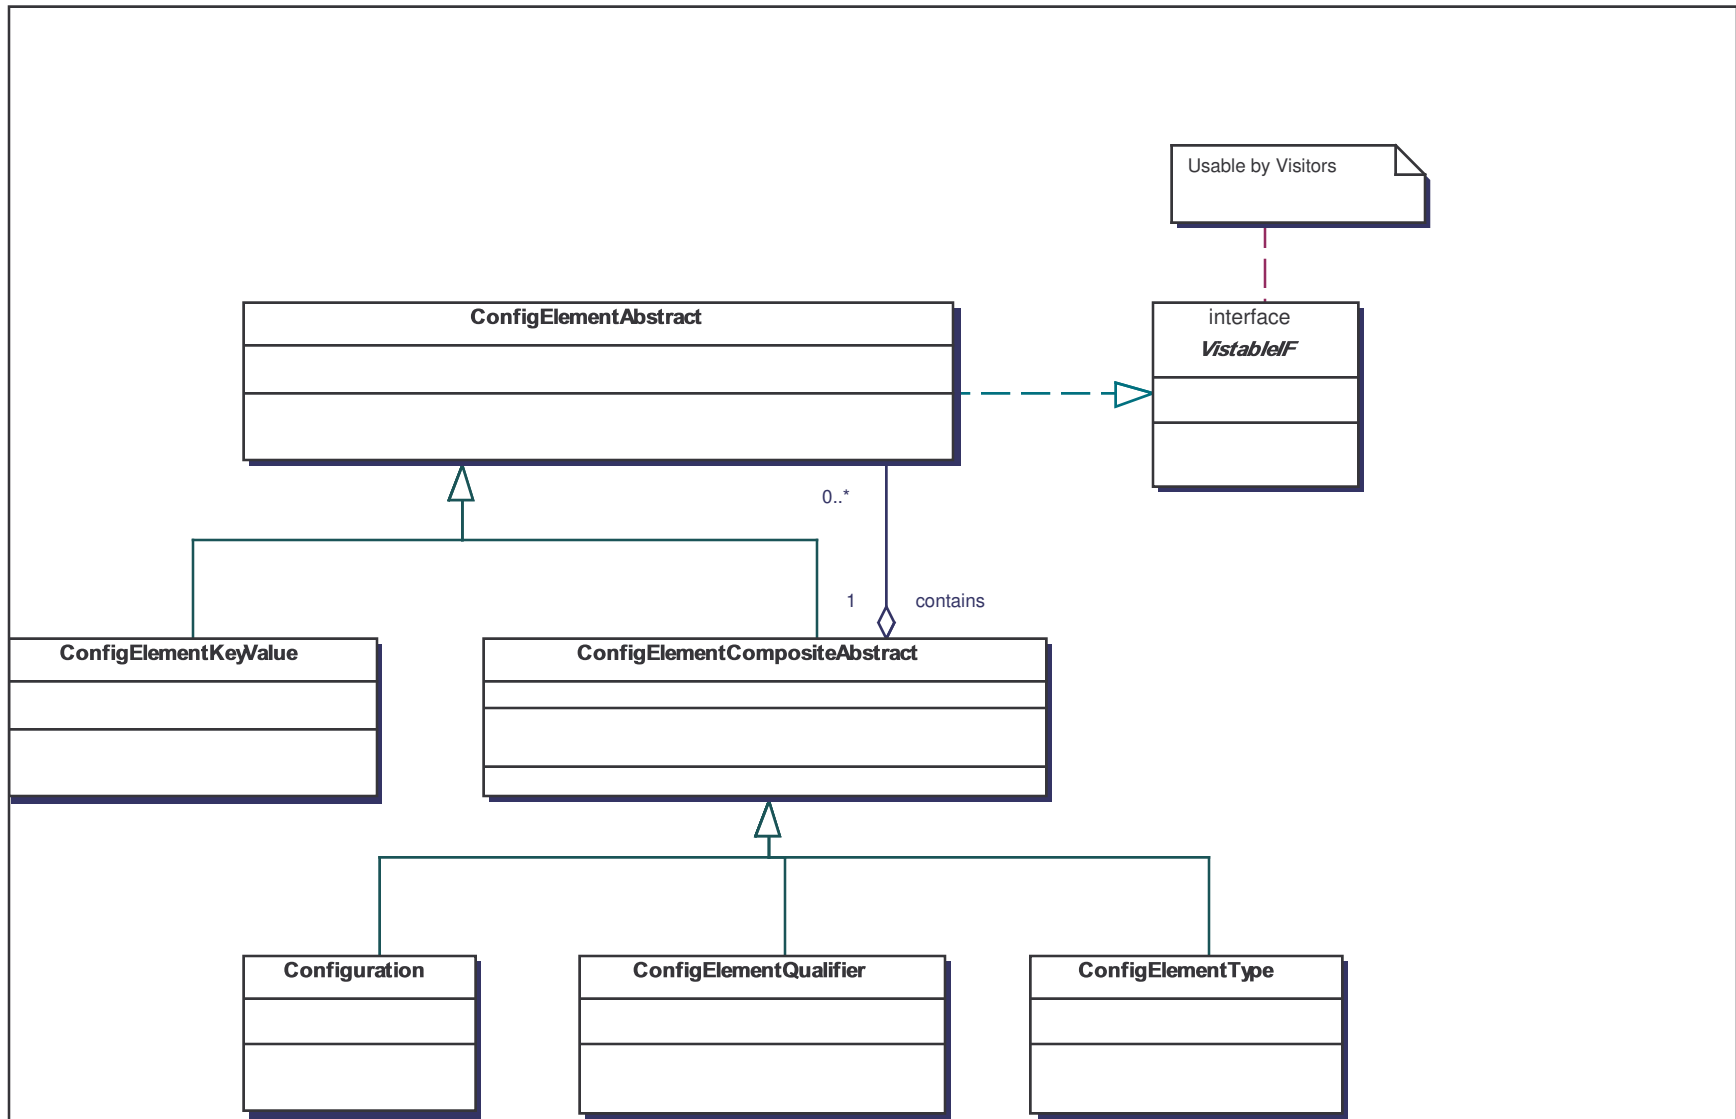 Usable by Visitors
ConfigElementAbstract
interface
VistableIF
0..*
1
contains
ConfigElementKeyValue
ConfigElementCompositeAbstract
Configuration
ConfigElementQualifier
ConfigElementType